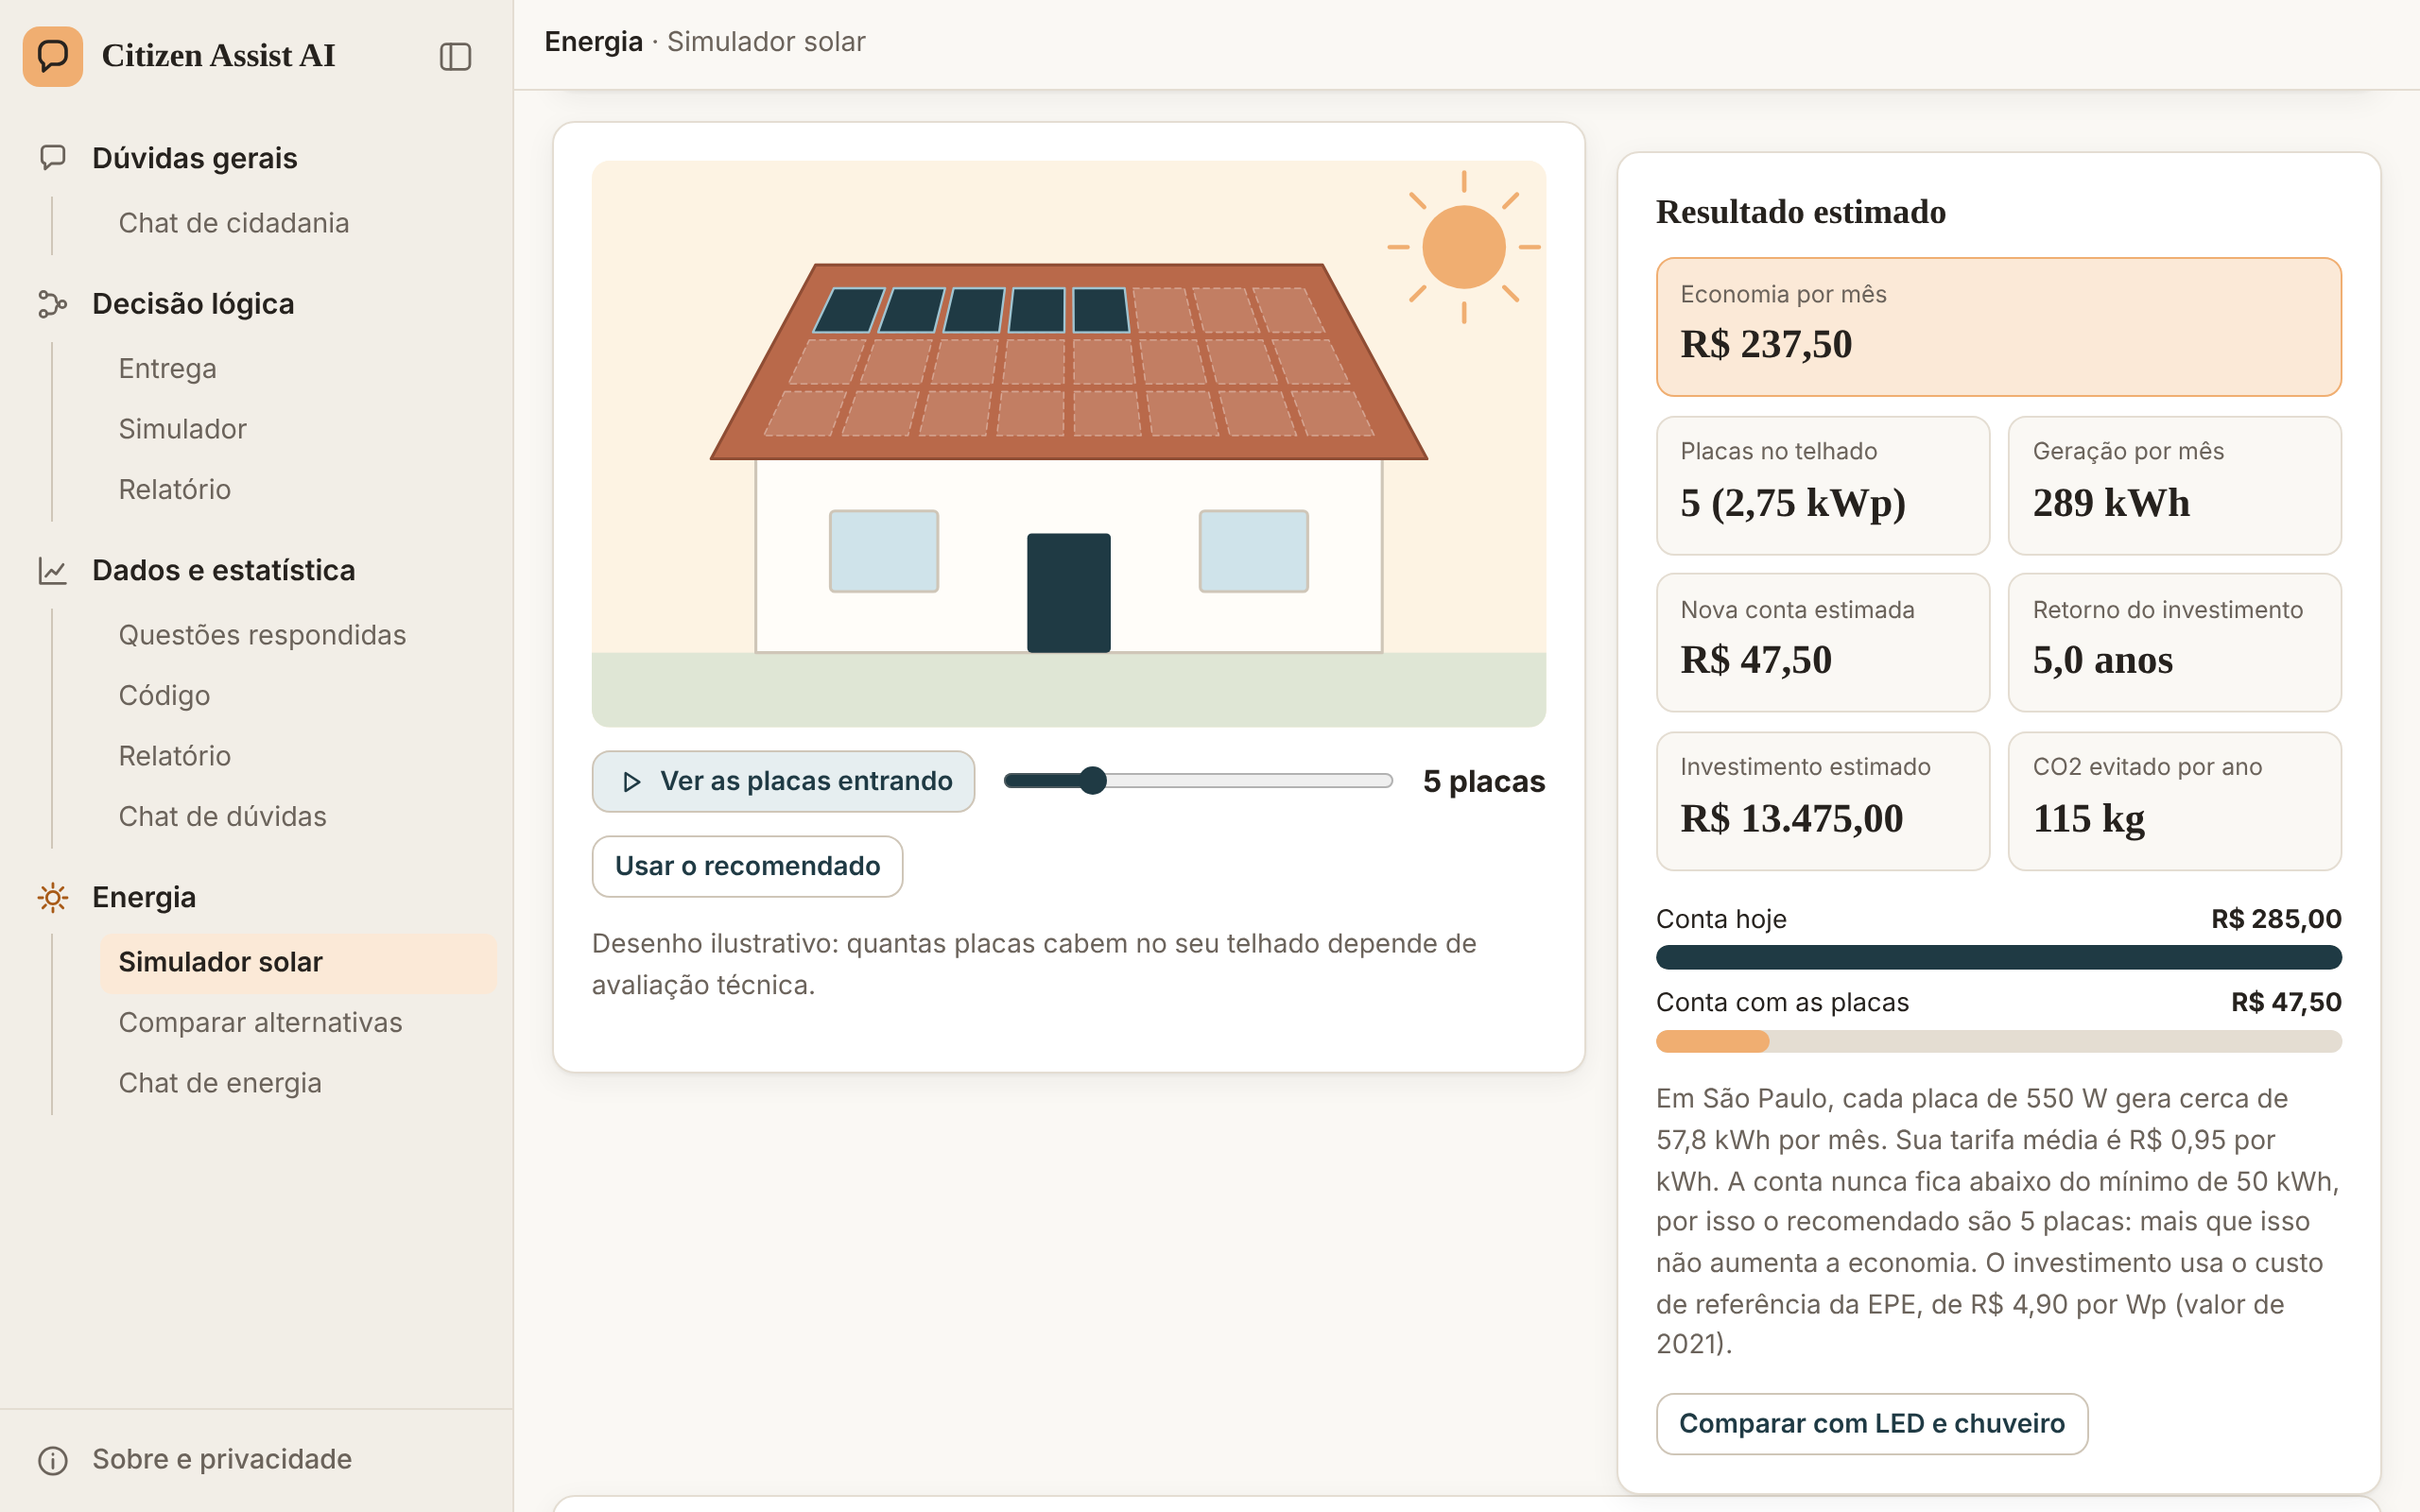 Citizen Assist AI
Dúvidas gerais
Chat de cidadania
Decisão lógica
Entrega
Simulador
Relatório
Dados e estatística
Questões respondidas
Código
Relatório
Chat de dúvidas
Energia
Simulador solar
Comparar alternativas
Chat de energia
Sobre e privacidade
Energia · Simulador solar
Ver as placas entrando
5 placas
Usar o recomendado
Desenho ilustrativo: quantas placas cabem no seu telhado depende de
avaliação técnica.
Resultado estimado
Economia por mês
R$ 237,50
Placas no telhado
5 (2,75 kWp)
Geração por mês
289 kWh
Nova conta estimada
R$ 47,50
Retorno do investimento
5,0 anos
Investimento estimado
R$ 13.475,00
CO2 evitado por ano
115 kg
Conta hoje
R$ 285,00
Conta com as placas
R$ 47,50
Em São Paulo, cada placa de 550 W gera cerca de
57,8 kWh por mês. Sua tarifa média é R$ 0,95 por
kWh. A conta nunca fica abaixo do mínimo de 50 kWh,
por isso o recomendado são 5 placas: mais que isso
não aumenta a economia. O investimento usa o custo
de referência da EPE, de R$ 4,90 por Wp (valor de
2021).
Comparar com LED e chuveiro